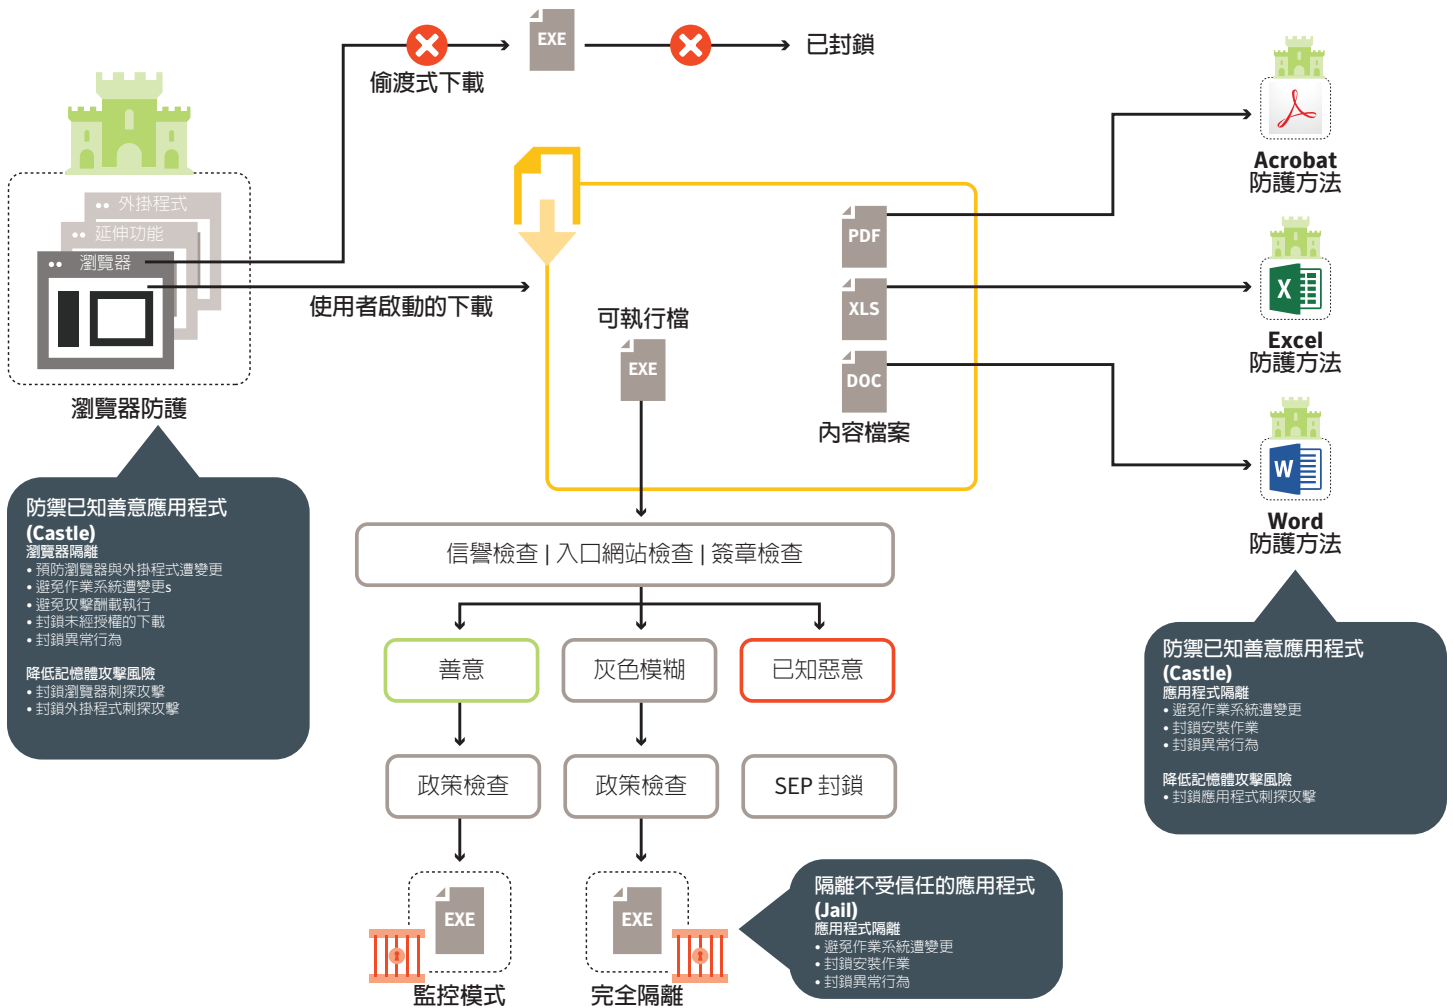 EXE
已封鎖
偷渡式下載
Acrobat
防護方法
外掛程式
延伸功能
瀏覽器
使用者啟動的下載
瀏覽器防護
可執行檔
EXE
PDF
XLS
DOC
內容檔案
X
Excel
防護方法
W
Word
防護方法
防禦已知善意應用程式
(Castle)
瀏覽器隔離
• 預防瀏覽器與外掛程式遭變更
• 避免作業系統遭變更s
• 避免攻擊酬載執行
• 封鎖未經授權的下載
• 封鎖異常行為
降低記憶體攻擊風險
• 封鎖瀏覽器刺探攻擊
• 封鎖外掛程式刺探攻擊
信譽檢查 | 入口網站檢查 | 簽章檢查
善意
灰色模糊
已知惡意
政策檢查
政策檢查
SEP 封鎖
EXE
監控模式
EXE
完全隔離
隔離不受信任的應用程式
(Jail)
應用程式隔離
• 避免作業系統遭變更
• 封鎖安裝作業
• 封鎖異常行為
防禦已知善意應用程式
(Castle)
應用程式隔離
• 避免作業系統遭變更
• 封鎖安裝作業
• 封鎖異常行為
降低記憶體攻擊風險
• 封鎖應用程式刺探攻擊